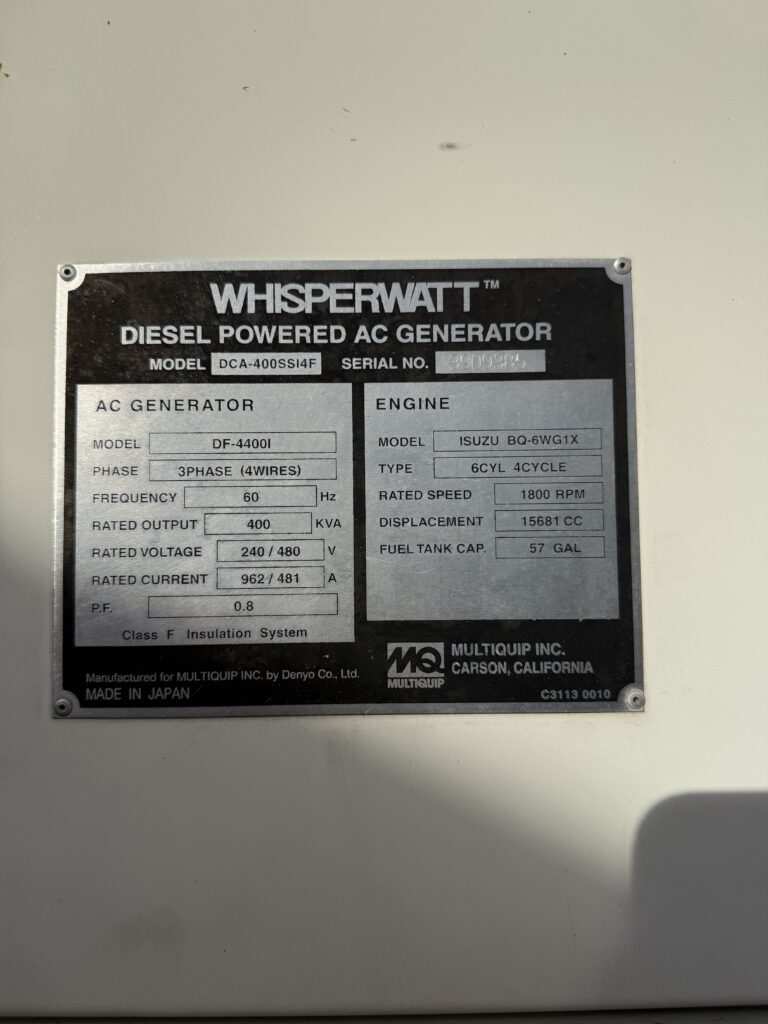 WHISPERWATT™
DIESEL POWERED AC GENERATOR
MODEL DCA-400SSI4F SERIAL NO.
AC GENERATOR
MODEL DF-4400I
PHASE 3PHASE (4WIRES)
FREQUENCY 60 Hz
RATED OUTPUT 400 KVA
RATED VOLTAGE 240 / 480 V
RATED CURRENT 962 / 481 A
P.F. 0.8
Class F Insulation System
ENGINE
MODEL ISUZU BQ-6WG1X
TYPE 6CYL 4CYCLE
RATED SPEED 1800 RPM
DISPLACEMENT 15681 CC
FUEL TANK CAP. 57 GAL
Manufactured for MULTIQUIP INC. by Denyo Co., Ltd.
MADE IN JAPAN
MQ
MULTIQUIP
MULTIQUIP INC.
CARSON, CALIFORNIA
C3113 0010